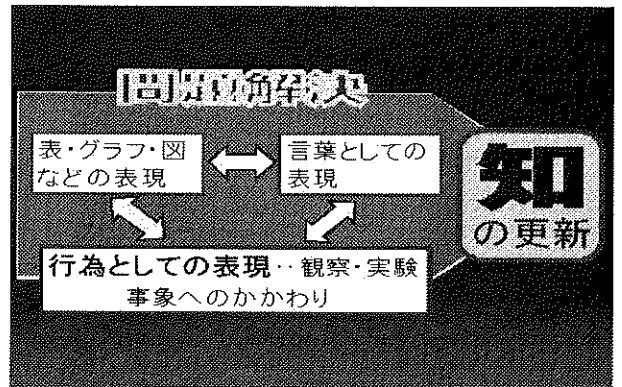 問題解決
表・グラフ・図
などの表現
言葉としての
表現
行為としての表現‥観察・実験
事象へのかかわり
知
の更新